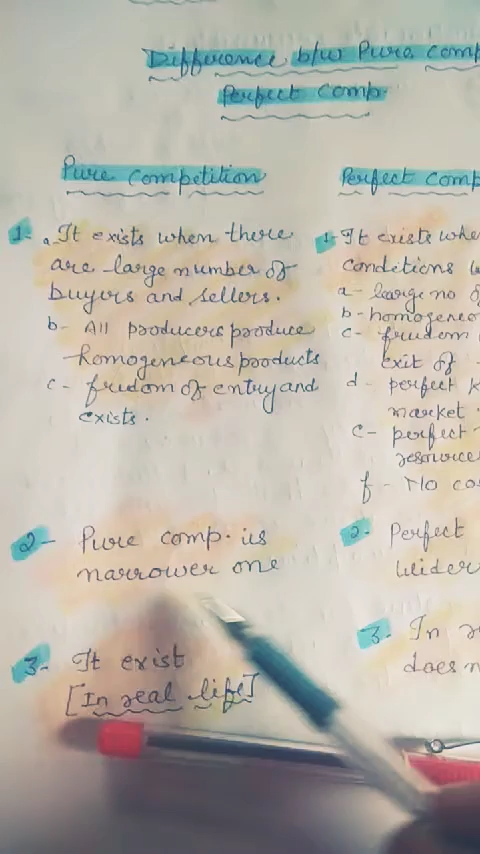 Difference b/w Pure comp
Perfect Comp.
Pure Competition
1- a. It exists when there
are large number of
buyers and sellers.
b- All producers produce
homogeneous products
c- fredom of entry and
exists.
2- Pure comp. is
narrower one
3- It exist
[In real life]
Perfect Comp
1- It exists whe
conditions
a- large no of
b- homogeneo
c- fredom
exit of
d- perfect k
market
c- perfect
resource
f- No co
2- Perfect
wider
3- In re
does n